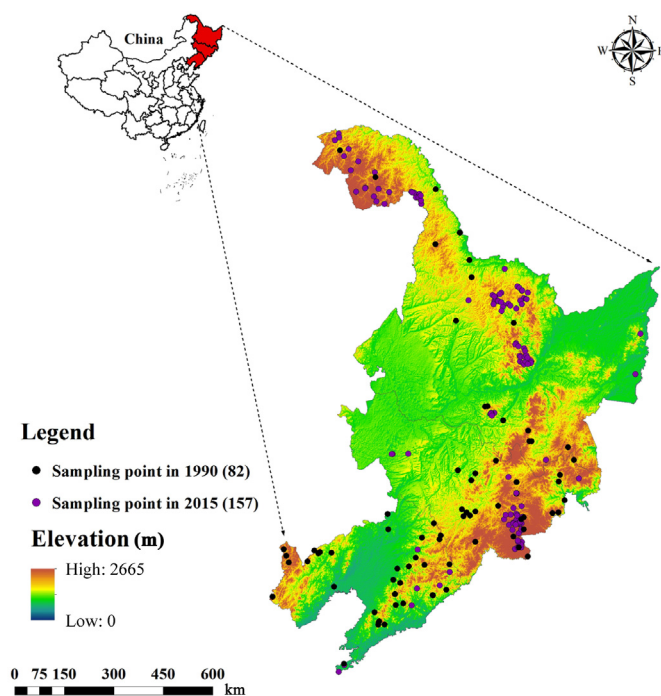 China
N
W
E
S
Legend
Sampling point in 1990 (82)
Sampling point in 2015 (157)
Elevation (m)
High: 2665
Low: 0
0 75 150 300 450 600
km